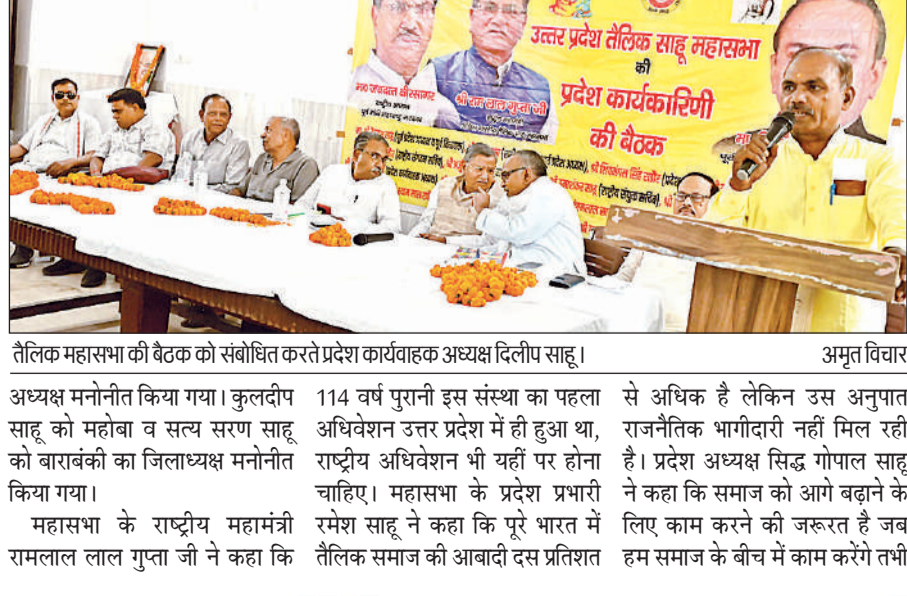 उत्तर प्रदेश तैलिक साहू महासभा
की
प्रदेश कार्यकारिणी
की बैठक
मा० जयदत्त क्षीरसागर
श्री राम लाल गुप्ता जी
तैलिक महासभा की बैठक को संबोधित करते प्रदेश कार्यवाहक अध्यक्ष दिलीप साहू।
अमृत विचार
अध्यक्ष मनोनीत किया गया। कुलदीप
साहू को महोबा व सत्य सरण साहू
को बाराबंकी का जिलाध्यक्ष मनोनीत
किया गया।
महासभा के राष्ट्रीय महामंत्री
रामलाल लाल गुप्ता जी ने कहा कि
114 वर्ष पुरानी इस संस्था का पहला
अधिवेशन उत्तर प्रदेश में ही हुआ था,
राष्ट्रीय अधिवेशन भी यहीं पर होना
चाहिए। महासभा के प्रदेश प्रभारी
रमेश साहू ने कहा कि पूरे भारत में
तैलिक समाज की आबादी दस प्रतिशत
से अधिक है लेकिन उस अनुपात
राजनैतिक भागीदारी नहीं मिल रही
है। प्रदेश अध्यक्ष सिद्ध गोपाल साहू
ने कहा कि समाज को आगे बढ़ाने के
लिए काम करने की जरूरत है जब
हम समाज के बीच में काम करेंगे तभी